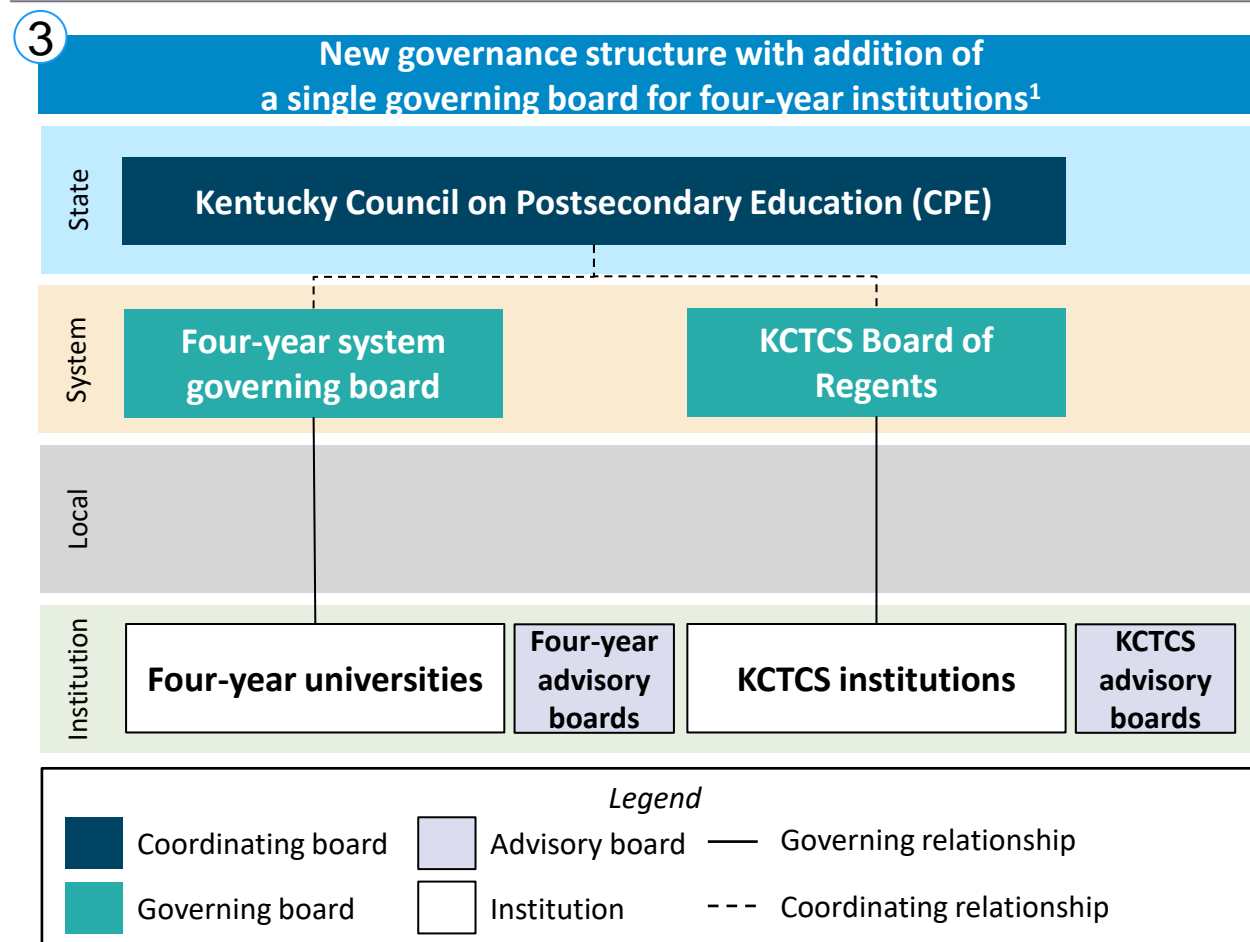 3
New governance structure with addition of
a single governing board for four-year institutions¹
State
Kentucky Council on Postsecondary Education (CPE)
System
Four-year system
governing board
KCTCS Board of
Regents
Local
Institution
Four-year universities
Four-year
advisory
boards
KCTCS institutions
KCTCS
advisory
boards
Legend
Coordinating board
Advisory board
Governing relationship
Governing board
Institution
Coordinating relationship